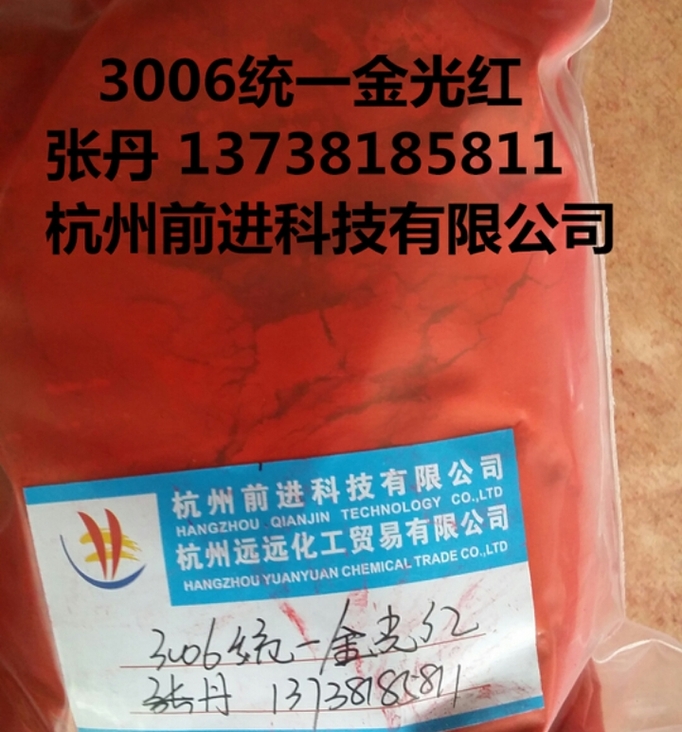 3006统一金光红
张丹 13738185811
杭州前进科技有限公司
杭州前进科技有限公司
HANGZHOU QIANJIN TECHNOLOGY CO.,LTD
杭州远远化工贸易有限公司
HANGZHOU YUANYUAN CHEMICAL TRADE CO.,LTD
3006统一金光红
张丹 13738185811